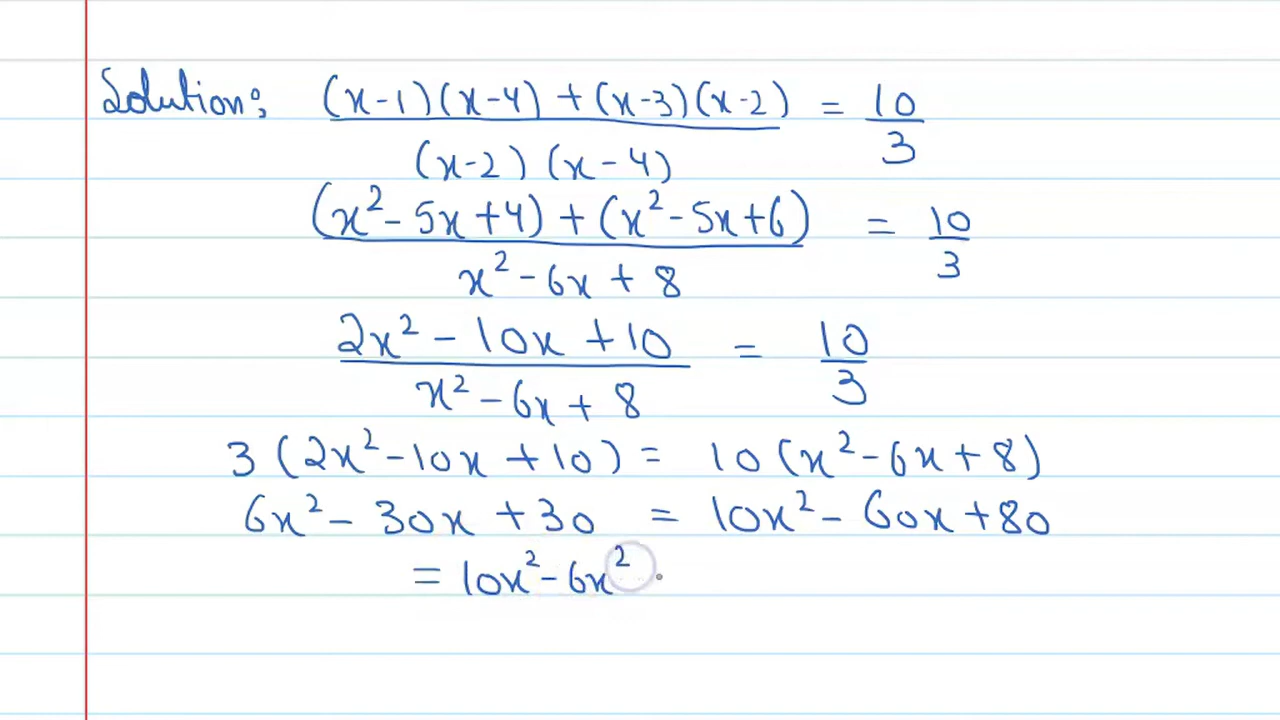 Solution: (x-1)(x-4) + (x-3)(x-2) = 10
(x-2) (x-4) 3
(x² - 5x + 4) + (x² - 5x + 6) = 10
x² - 6x + 8 3
2x² - 10x + 10 = 10
x² - 6x + 8 3
3 (2x² - 10x + 10) = 10 (x² - 6x + 8)
6x² - 30x + 30 = 10x² - 60x + 80
= 10x² - 6x²